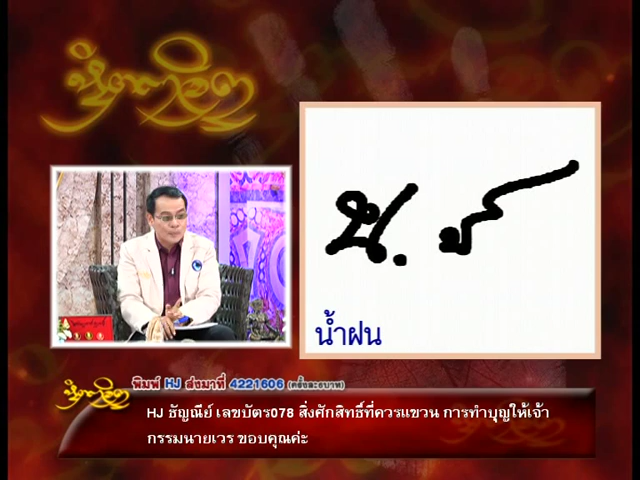 น.
น้ำฝน
พิมพ์ HJ ส่งมาที่ 4221606 (ครั้งละ๖บาท)
HJ ธัญณีย์ เลขบัตร078 สิ่งศักสิทธิ์ที่ควรแขวน การทำบุญให้เจ้า
กรรมนายเวร ขอบคุณค่ะ